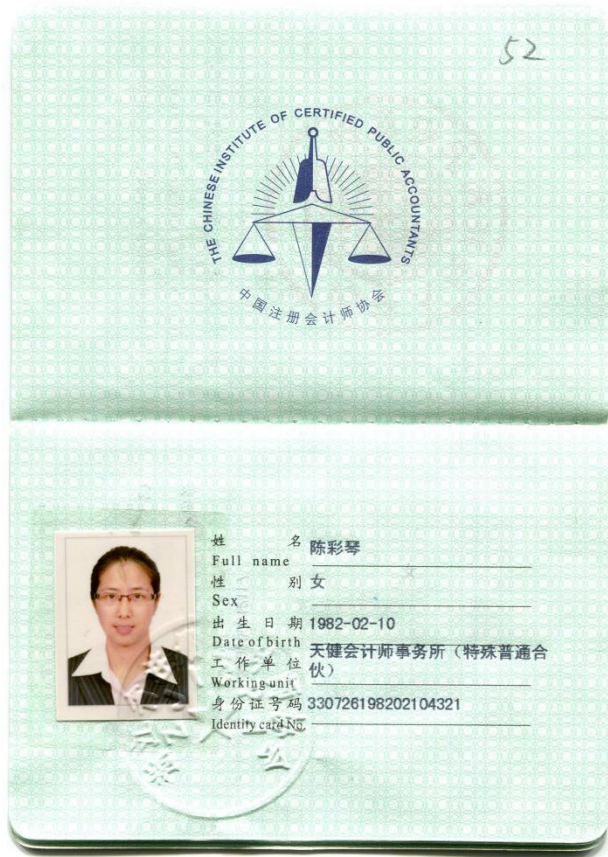 52
THE CHINESE INSTITUTE OF CERTIFIED PUBLIC ACCOUNTANTS
中国注册会计师协会
姓 名 陈彩琴
Full name
性 别 女
Sex
出生日期 1982-02-10
Date of birth
工作单位 天健会计师事务所（特殊普通合
伙）
Working unit
身份证号码 330726198202104321
Identity card No.